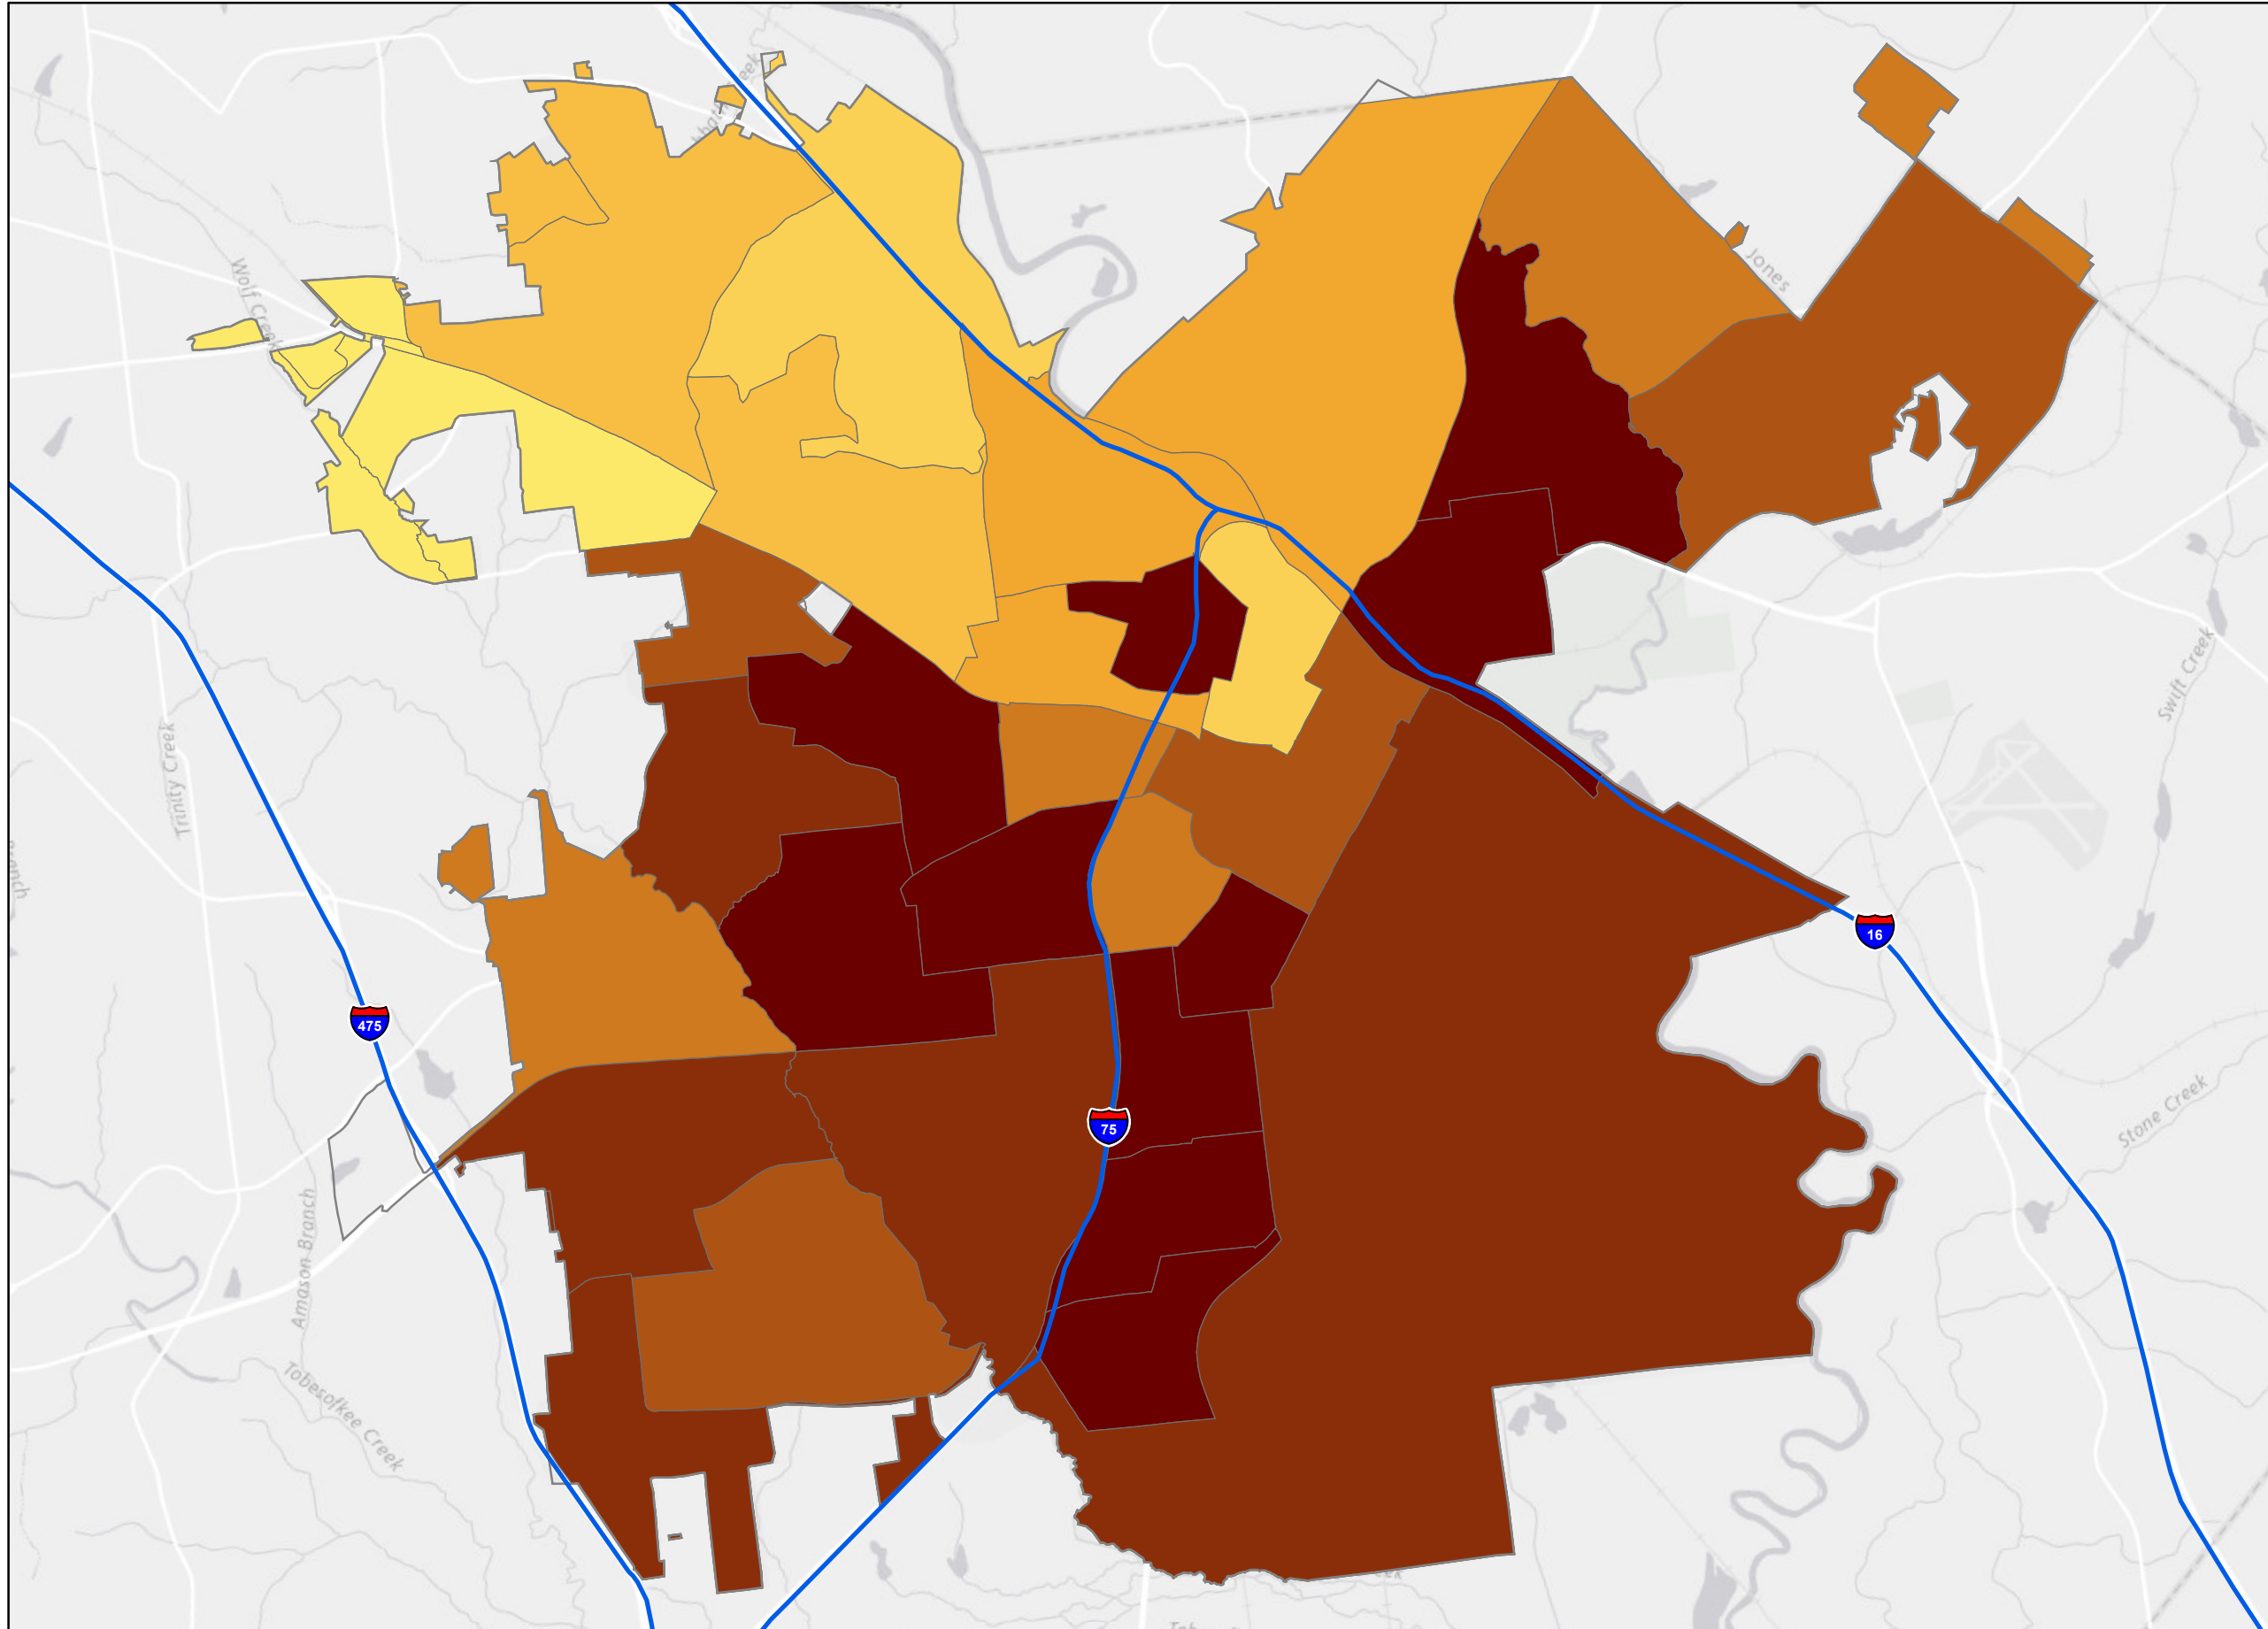 Wolf Creek
Jones
Swift Creek
Trinity Creek
16
475
75
Stone Creek
Amason Branch
Tobesofkee Creek